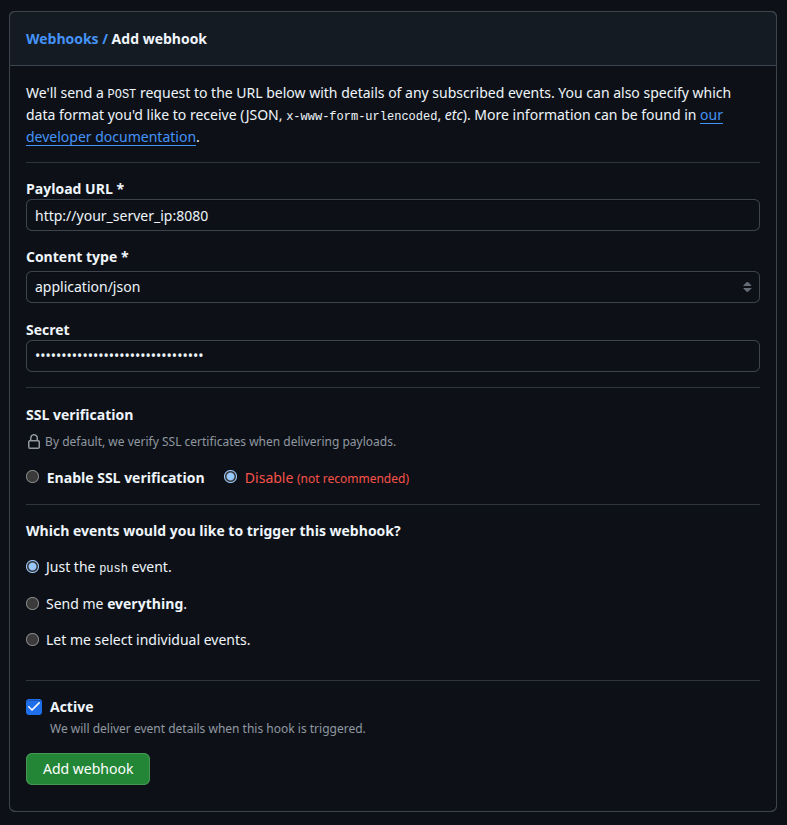 Webhooks / Add webhook
We'll send a POST request to the URL below with details of any subscribed events. You can also specify which
data format you'd like to receive (JSON, x-www-form-urlencoded, etc). More information can be found in our
developer documentation.
Payload URL *
http://your_server_ip:8080
Content type *
application/json
Secret
••••••••••••••••••••••••••••••••
SSL verification
By default, we verify SSL certificates when delivering payloads.
Enable SSL verification Disable (not recommended)
Which events would you like to trigger this webhook?
Just the push event.
Send me everything.
Let me select individual events.
Active
We will deliver event details when this hook is triggered.
Add webhook